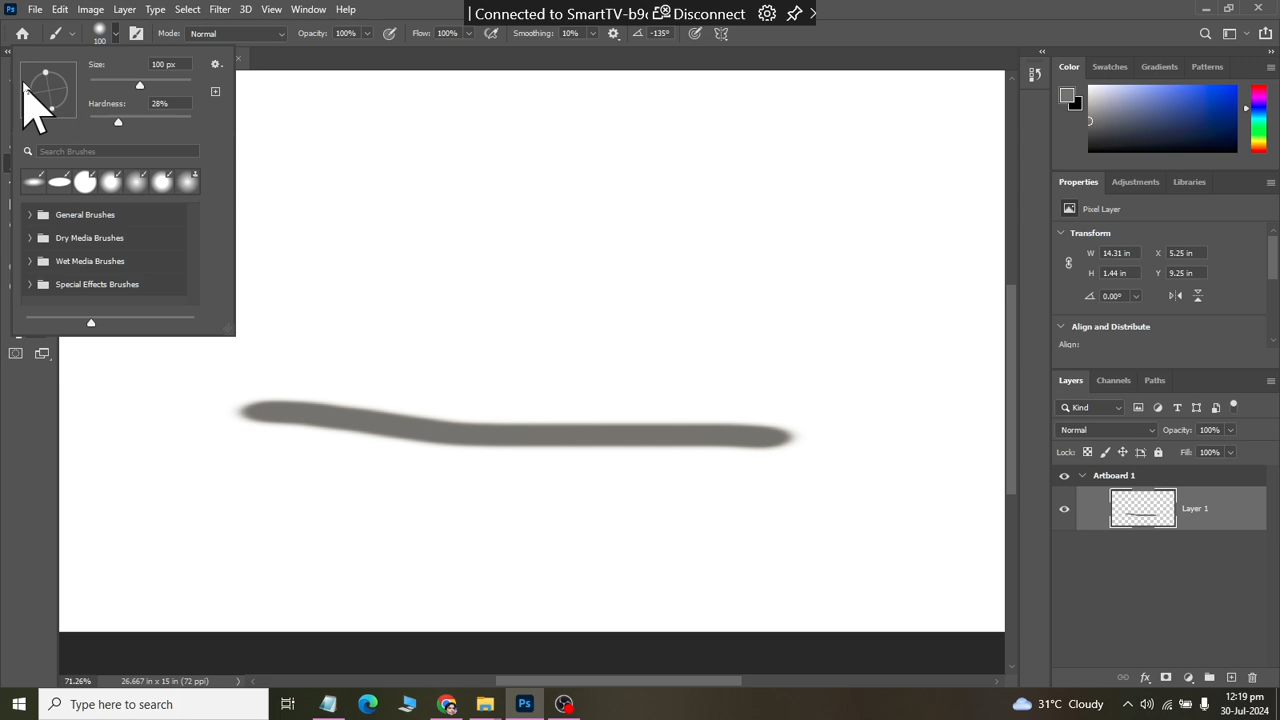 Connected to SmartTV-b9c Disconnect
Ps File Edit Image Layer Type Select Filter 3D View Plugins Window Help
100 Mode: Normal Opacity: 100% Flow: 100% Smoothing: 10% -135°
Size: 100 px
Hardness: 28%
Search Brushes
General Brushes
Dry Media Brushes
Wet Media Brushes
Special Effects Brushes
Color Swatches Gradients Patterns
Properties Adjustments Libraries
Pixel Layer
Transform
W 14.31 in X 5.25 in
H 1.44 in Y 9.25 in
0.00°
Align and Distribute
Align:
Layers Channels Paths
Kind
Normal Opacity: 100%
Lock: Fill: 100%
Artboard 1
Layer 1
71.26% 26.667 in x 15 in (72 ppi)
Type here to search Ps 31°C Cloudy 12:19 pm
30-Jul-2024